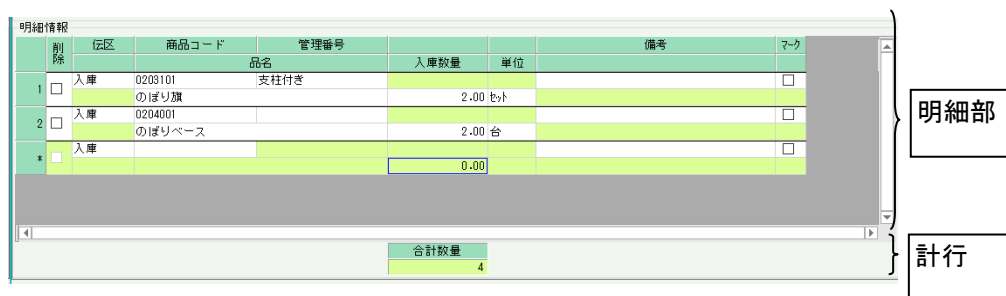 明細情報
削除 伝区 商品コード 管理番号 備考 マーク
品名 入庫数量 単位
1 入庫 0203101 支柱付き
のぼり旗 2.00 セット
2 入庫 0204001
のぼりベース 2.00 台
* 入庫
0.00
合計数量
4
明細部
計行